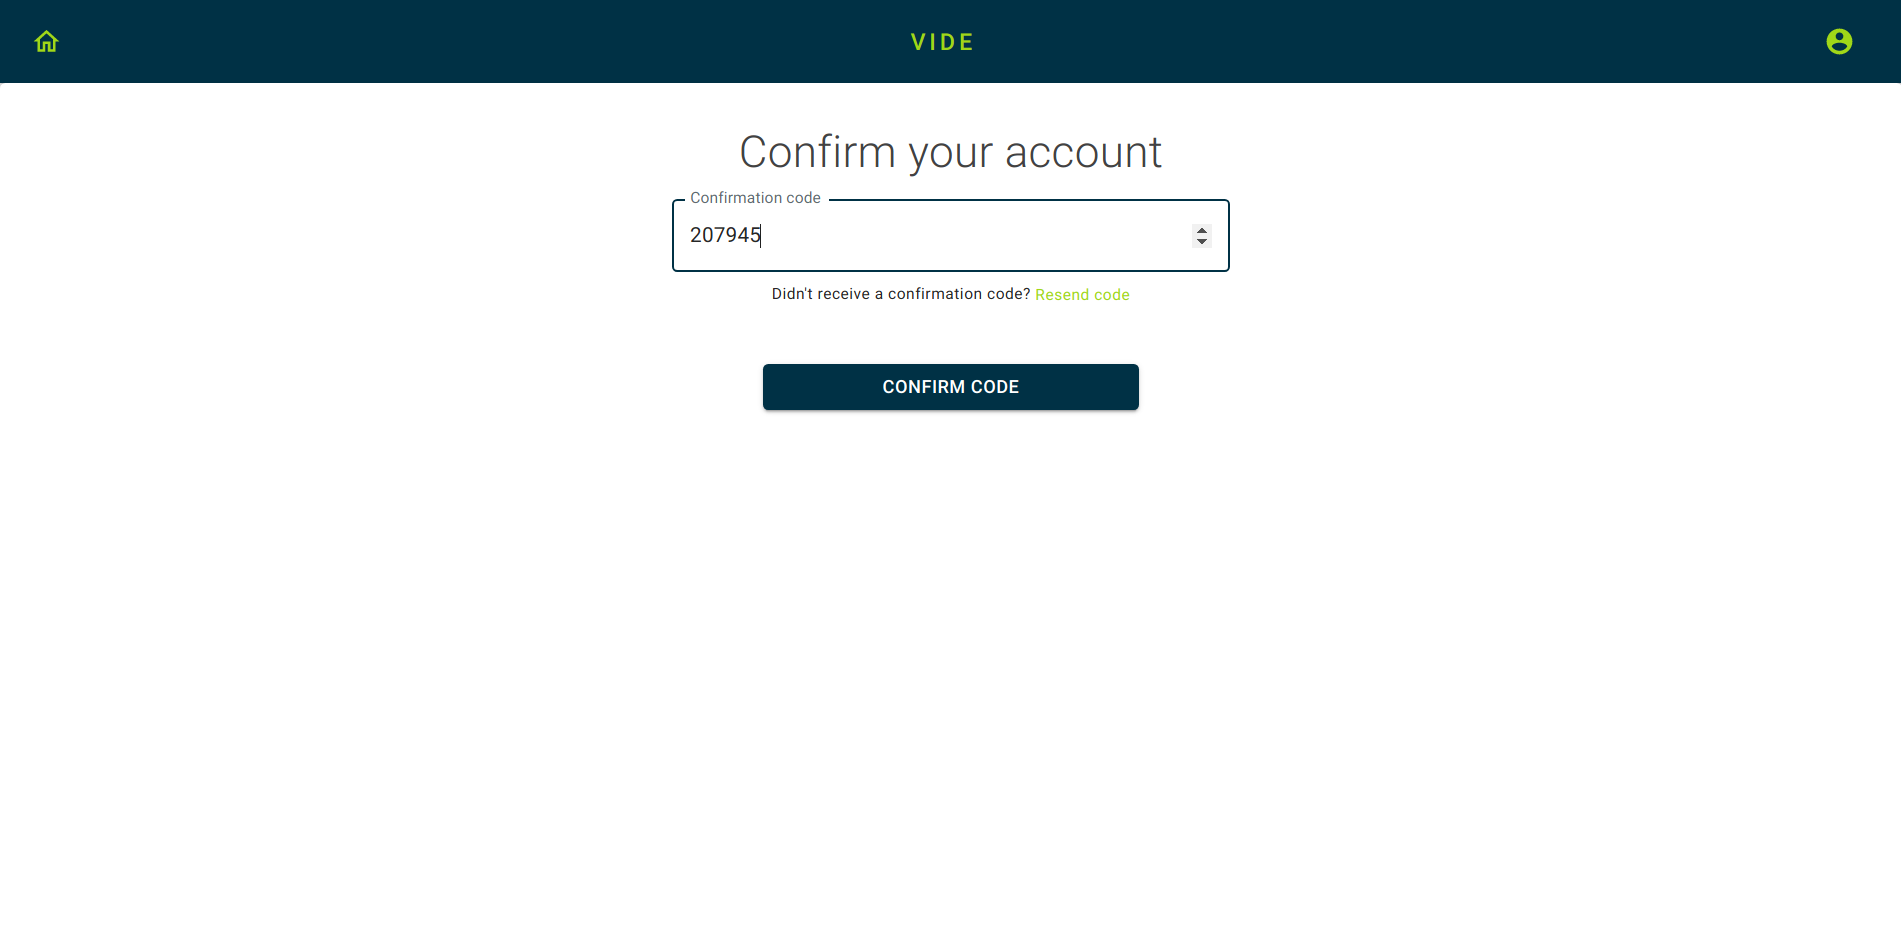 VIDE
Confirm your account
Confirmation code
207945
Didn't receive a confirmation code? Resend code
CONFIRM CODE